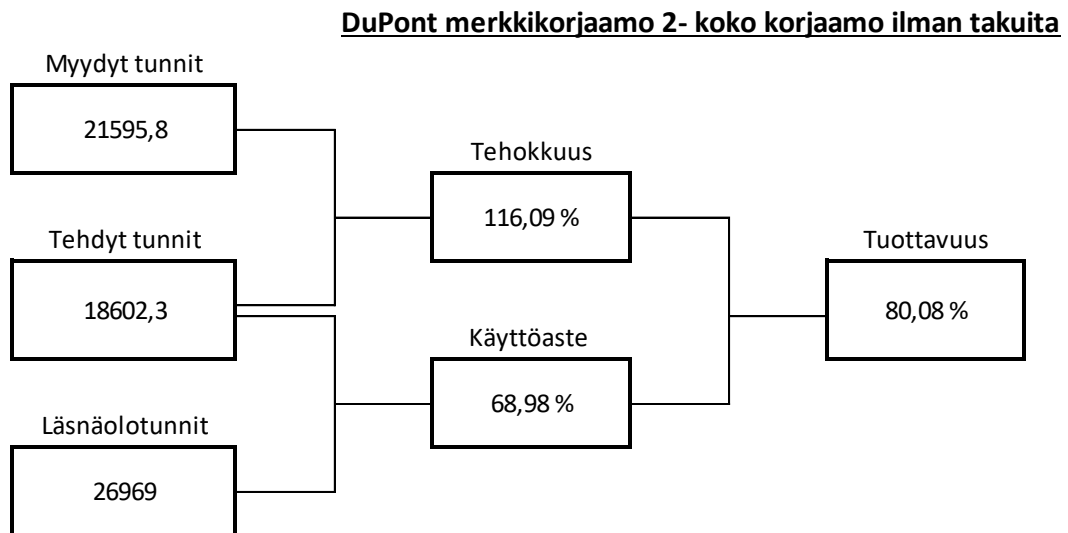 DuPont merkkikorjaamo 2- koko korjaamo ilman takuita
Myydyt tunnit
21595,8
Tehokkuus
116,09 %
Tehdyt tunnit
18602,3
Tuottavuus
80,08 %
Käyttöaste
68,98 %
Läsnäolotunnit
26969